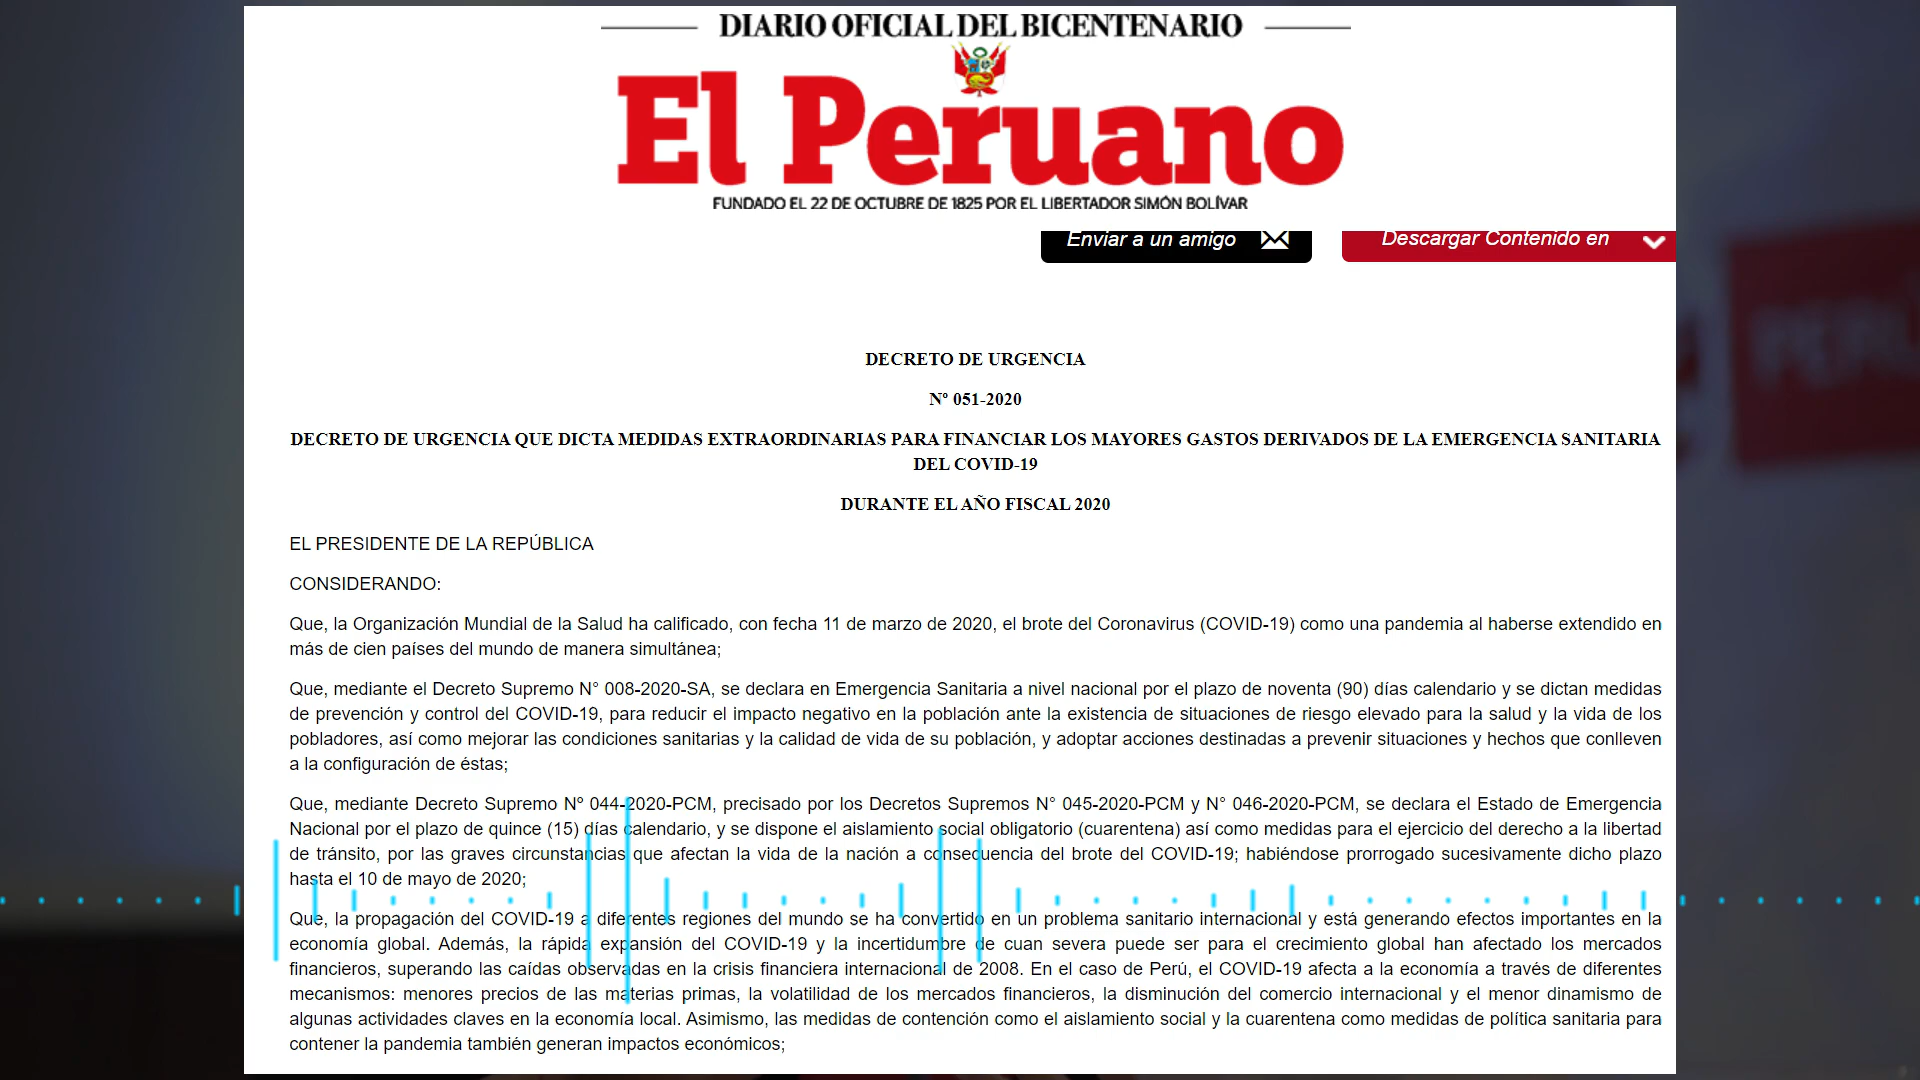 DIARIO OFICIAL DEL BICENTENARIO
El Peruano
FUNDADO EL 22 DE OCTUBRE DE 1825 POR EL LIBERTADOR SIMÓN BOLÍVAR
Enviar a un amigo
Descargar Contenido en
DECRETO DE URGENCIA
Nº 051-2020
DECRETO DE URGENCIA QUE DICTA MEDIDAS EXTRAORDINARIAS PARA FINANCIAR LOS MAYORES GASTOS DERIVADOS DE LA EMERGENCIA SANITARIA
DEL COVID-19
DURANTE EL AÑO FISCAL 2020
EL PRESIDENTE DE LA REPÚBLICA
CONSIDERANDO:
Que, la Organización Mundial de la Salud ha calificado, con fecha 11 de marzo de 2020, el brote del Coronavirus (COVID-19) como una pandemia al haberse extendido en
más de cien países del mundo de manera simultánea;
Que, mediante el Decreto Supremo N° 008-2020-SA, se declara en Emergencia Sanitaria a nivel nacional por el plazo de noventa (90) días calendario y se dictan medidas
de prevención y control del COVID-19, para reducir el impacto negativo en la población ante la existencia de situaciones de riesgo elevado para la salud y la vida de los
pobladores, así como mejorar las condiciones sanitarias y la calidad de vida de su población, y adoptar acciones destinadas a prevenir situaciones y hechos que conlleven
a la configuración de éstas;
Que, mediante Decreto Supremo Nº 044-2020-PCM, precisado por los Decretos Supremos N° 045-2020-PCM y N° 046-2020-PCM, se declara el Estado de Emergencia
Nacional por el plazo de quince (15) días calendario, y se dispone el aislamiento social obligatorio (cuarentena) así como medidas para el ejercicio del derecho a la libertad
de tránsito, por las graves circunstancias que afectan la vida de la nación a consecuencia del brote del COVID-19; habiéndose prorrogado sucesivamente dicho plazo
hasta el 10 de mayo de 2020;
Que, la propagación del COVID-19 a diferentes regiones del mundo se ha convertido en un problema sanitario internacional y está generando efectos importantes en la
economía global. Además, la rápida expansión del COVID-19 y la incertidumbre de cuan severa puede ser para el crecimiento global han afectado los mercados
financieros, superando las caídas observadas en la crisis financiera internacional de 2008. En el caso de Perú, el COVID-19 afecta a la economía a través de diferentes
mecanismos: menores precios de las materias primas, la volatilidad de los mercados financieros, la disminución del comercio internacional y el menor dinamismo de
algunas actividades claves en la economía local. Asimismo, las medidas de contención como el aislamiento social y la cuarentena como medidas de política sanitaria para
contener la pandemia también generan impactos económicos;